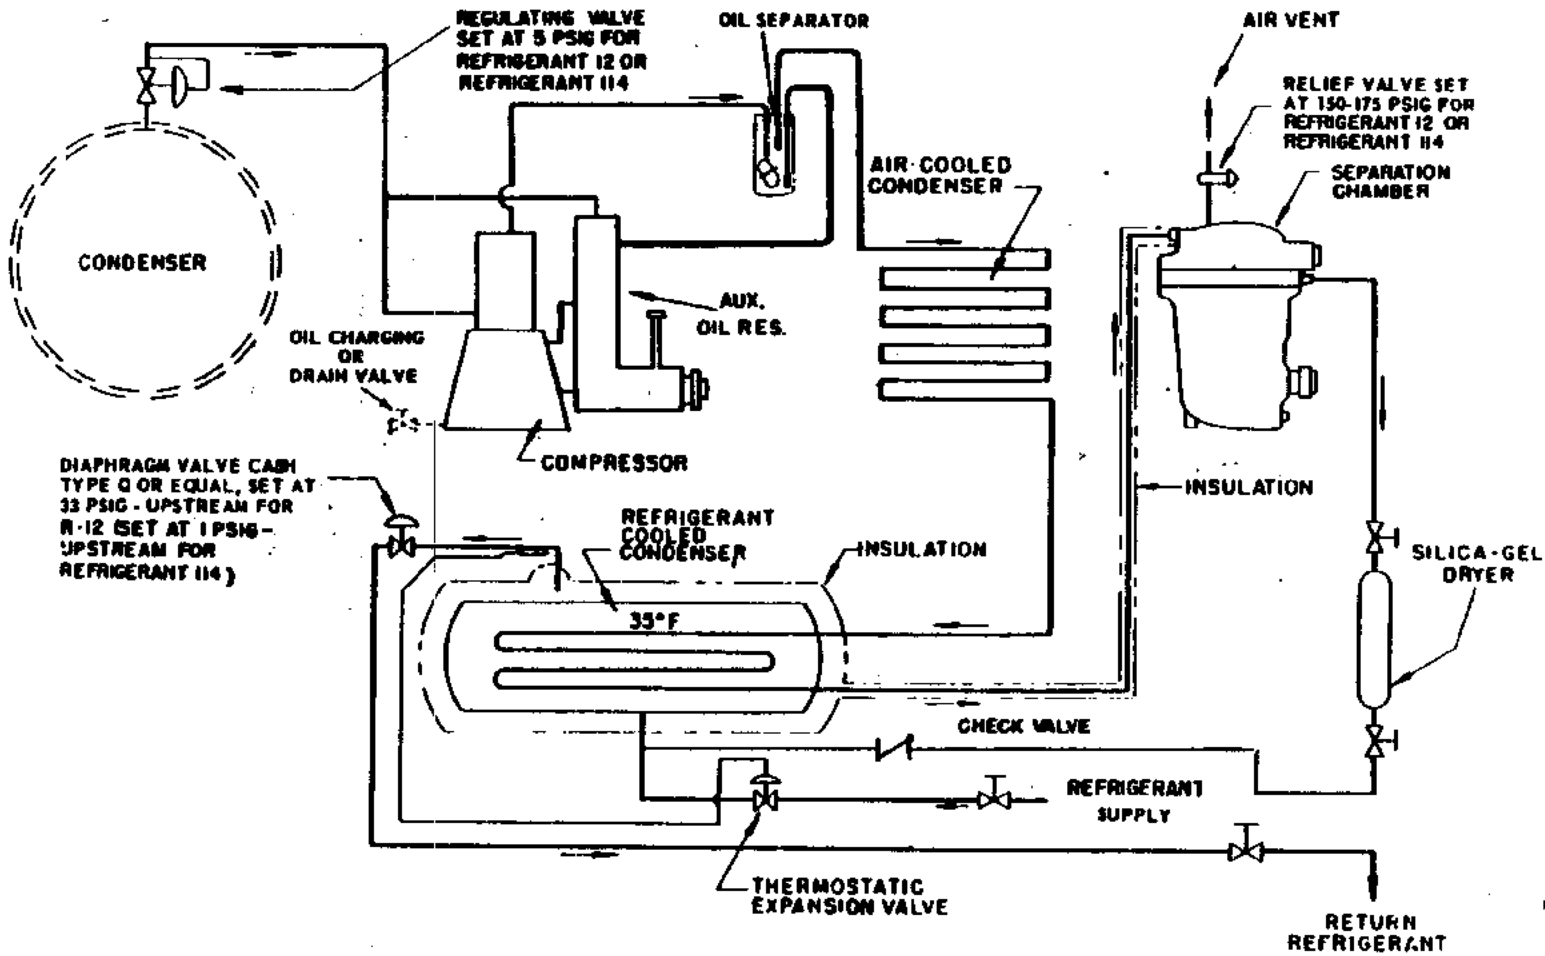 REGULATING VALVE
SET AT 5 PSIG FOR
REFRIGERANT 12 OR
REFRIGERANT 114
OIL SEPARATOR
AIR VENT
RELIEF VALVE SET
AT 150-175 PSIG FOR
REFRIGERANT 12 OR
REFRIGERANT 114
SEPARATION
CHAMBER
AIR-COOLED
CONDENSER
CONDENSER
AUX.
OIL RES.
OIL CHARGING
OR
DRAIN VALVE
COMPRESSOR
DIAPHRAGM VALVE CASH
TYPE Q OR EQUAL, SET AT
33 PSIG - UPSTREAM FOR
R-12 (SET AT 1 PSIG -
UPSTREAM FOR
REFRIGERANT 114)
REFRIGERANT
COOLED
CONDENSER
INSULATION
INSULATION
35°F
SILICA-GEL
DRYER
CHECK VALVE
REFRIGERANT
SUPPLY
THERMOSTATIC
EXPANSION VALVE
RETURN
REFRIGERANT